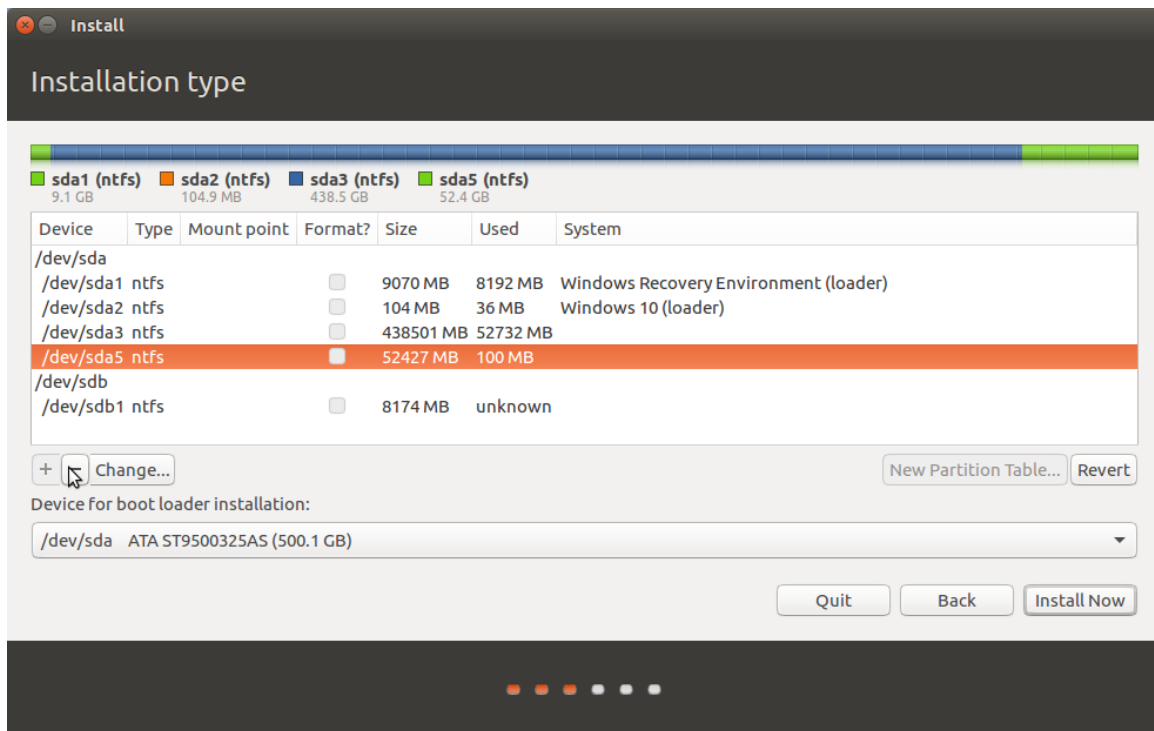 Install
Installation type
sda1 (ntfs) sda2 (ntfs) sda3 (ntfs) sda5 (ntfs)
9.1 GB 104.9 MB 438.5 GB 52.4 GB
Device Type Mount point Format? Size Used System
/dev/sda
/dev/sda1 ntfs 9070 MB 8192 MB Windows Recovery Environment (loader)
/dev/sda2 ntfs 104 MB 36 MB Windows 10 (loader)
/dev/sda3 ntfs 438501 MB 52732 MB
/dev/sda5 ntfs 52427 MB 100 MB
/dev/sdb
/dev/sdb1 ntfs 8174 MB unknown
+ - Change... New Partition Table... Revert
Device for boot loader installation:
/dev/sda ATA ST9500325AS (500.1 GB)
Quit Back Install Now